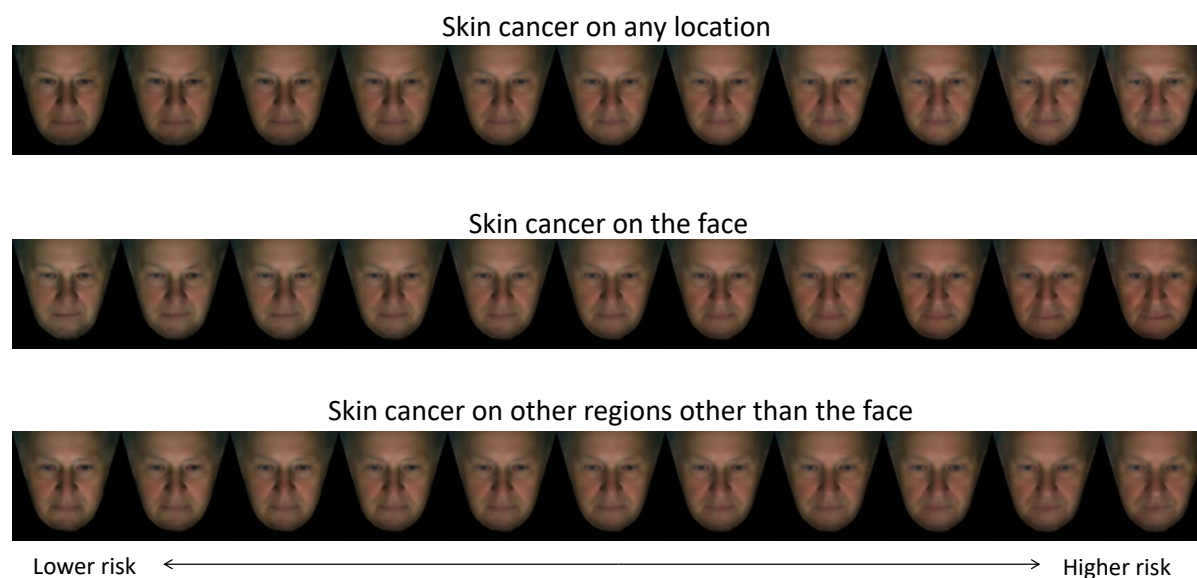 Skin cancer on any location
Skin cancer on the face
Skin cancer on other regions other than the face
Lower risk
Higher risk